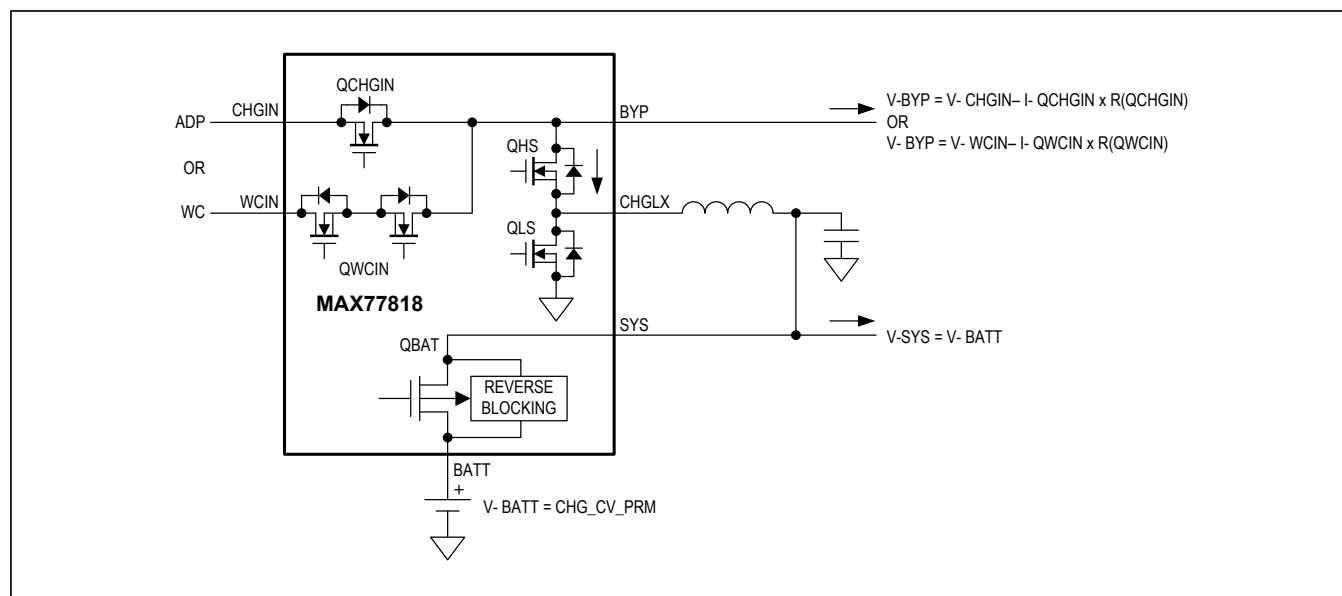 QCHGIN
CHGIN
ADP
OR
WCIN
WC
QWCIN
MAX77818
BYP
QHS
CHGLX
QLS
SYS
QBAT
REVERSE
BLOCKING
BATT
+
V- BATT = CHG_CV_PRM
V-BYP = V- CHGIN– I- QCHGIN x R(QCHGIN)
OR
V- BYP = V- WCIN– I- QWCIN x R(QWCIN)
V-SYS = V- BATT